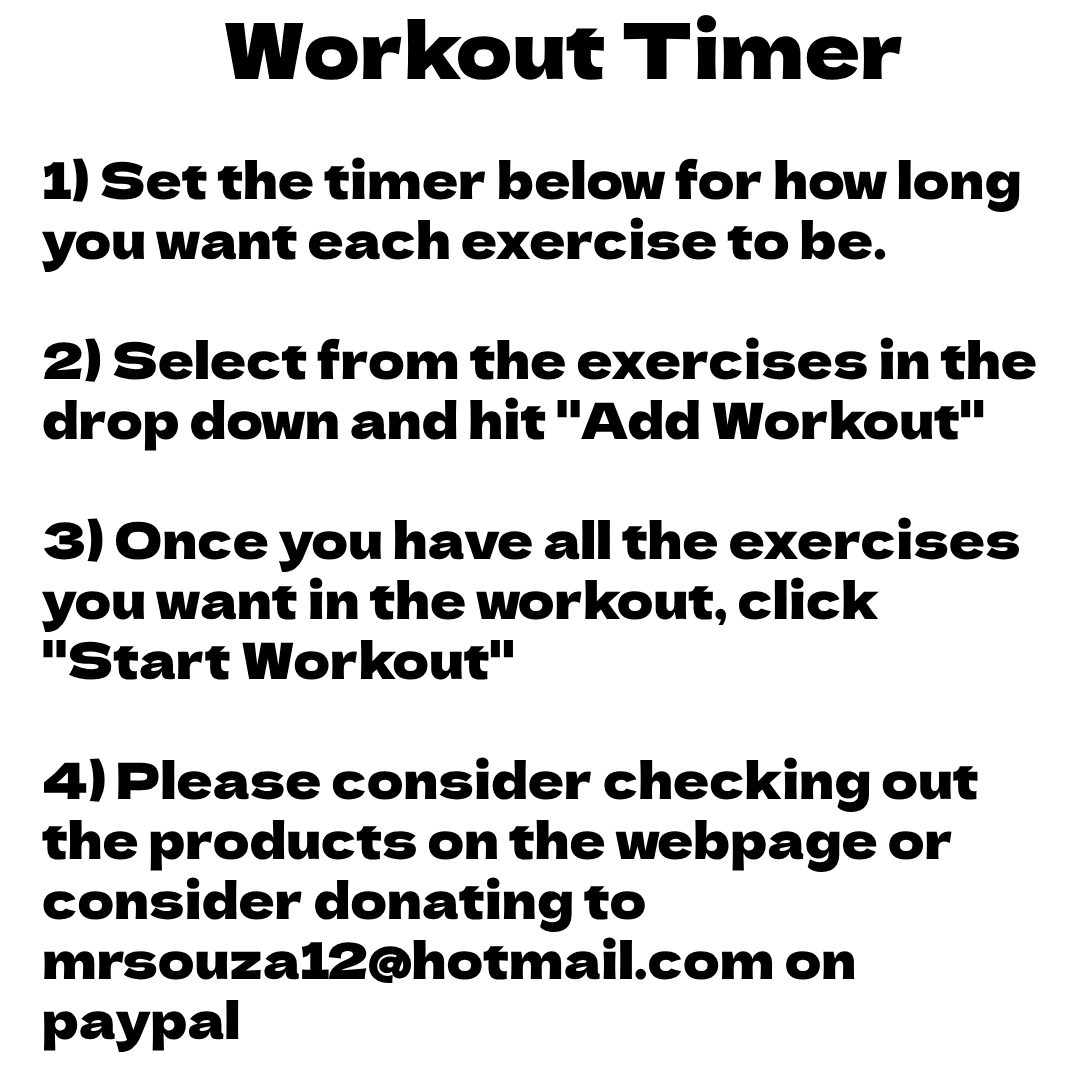 Workout Timer
1) Set the timer below for how long
you want each exercise to be.
2) Select from the exercises in the
drop down and hit "Add Workout"
3) Once you have all the exercises
you want in the workout, click
"Start Workout"
4) Please consider checking out
the products on the webpage or
consider donating to
mrsouza12@hotmail.com on
paypal